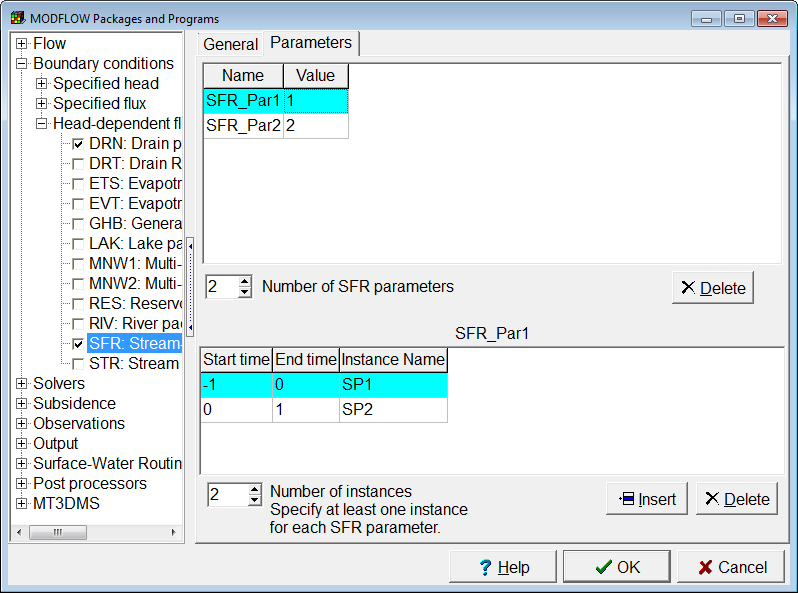 MODFLOW Packages and Programs
Flow
Boundary conditions
Specified head
Specified flux
Head-dependent fl
DRN: Drain p
DRT: Drain R
ETS: Evapotr
EVT: Evapotr
GHB: Genera
LAK: Lake pa
MNW1: Multi-
MNW2: Multi-
RES: Reserve
RIV: River pac
SFR: Stream-
STR: Stream
Solvers
Subsidence
Observations
Output
Surface-Water Routin
Post processors
MT3DMS
General Parameters
Name Value
SFR_Par1 1
SFR_Par2 2
2 Number of SFR parameters Delete
SFR_Par1
Start time End time Instance Name
-1 0 SP1
0 1 SP2
2 Number of instances
Specify at least one instance
for each SFR parameter.
Insert Delete
? Help OK Cancel